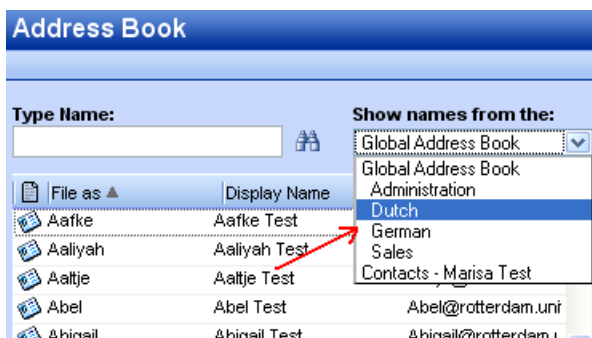 Address Book
Type Name:
Show names from the:
Global Address Book
Global Address Book
Administration
Dutch
German
Sales
Contacts - Marisa Test
File as
Display Name
Aafke Aafke Test
Aaliyah Aaliyah Test
Aaltje Aaltje Test
Abel Abel Test Abel@rotterdam.uni
Abigail Abigail Test Abigail@rotterdam.u